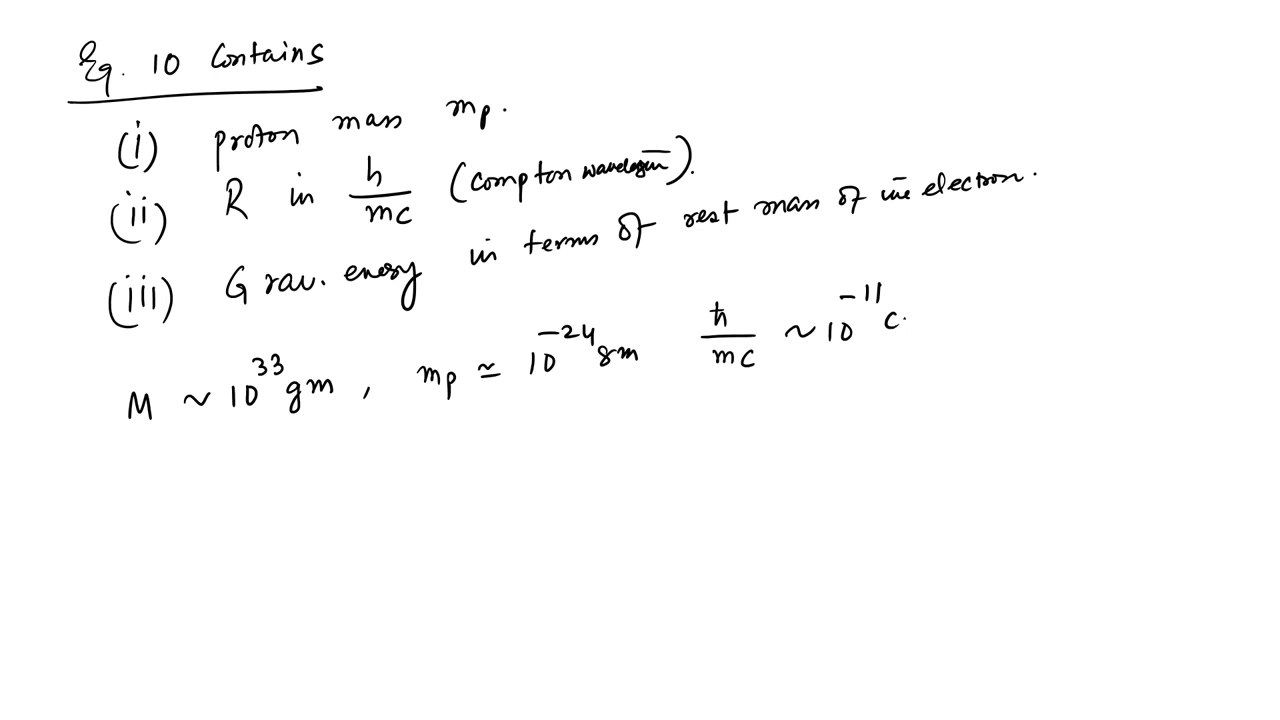 Eq. 10 Contains
(i) proton mass mp.
(ii) R in ħ/mc (Compton wavelegn).
(iii) Grav. energy in terms of rest mass of the electron.
M ~ 10^33 gm, mp ≃ 10^-24 gm ħ/mc ~ 10^-11 c.